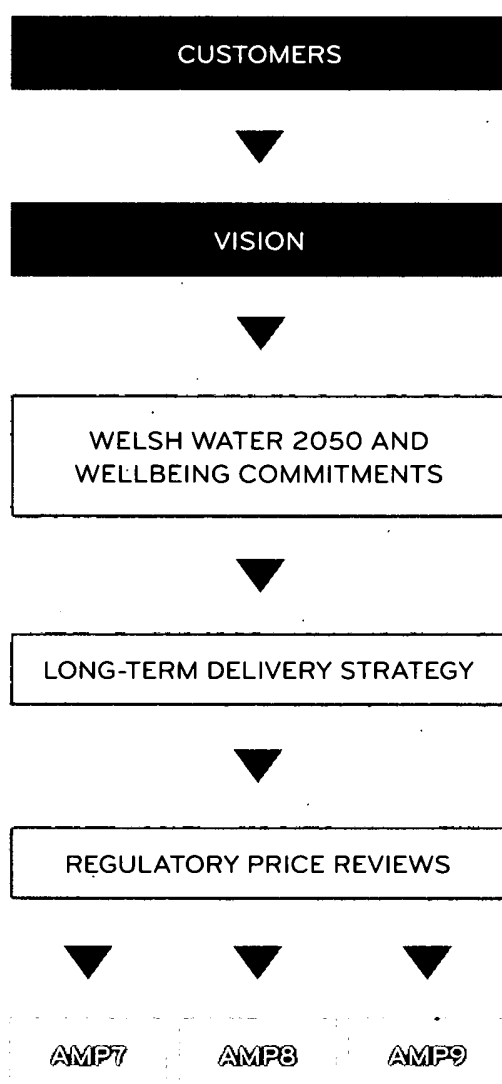 CUSTOMERS
VISION
WELSH WATER 2050 AND
WELLBEING COMMITMENTS
LONG-TERM DELIVERY STRATEGY
REGULATORY PRICE REVIEWS
AMP7 AMP8 AMP9